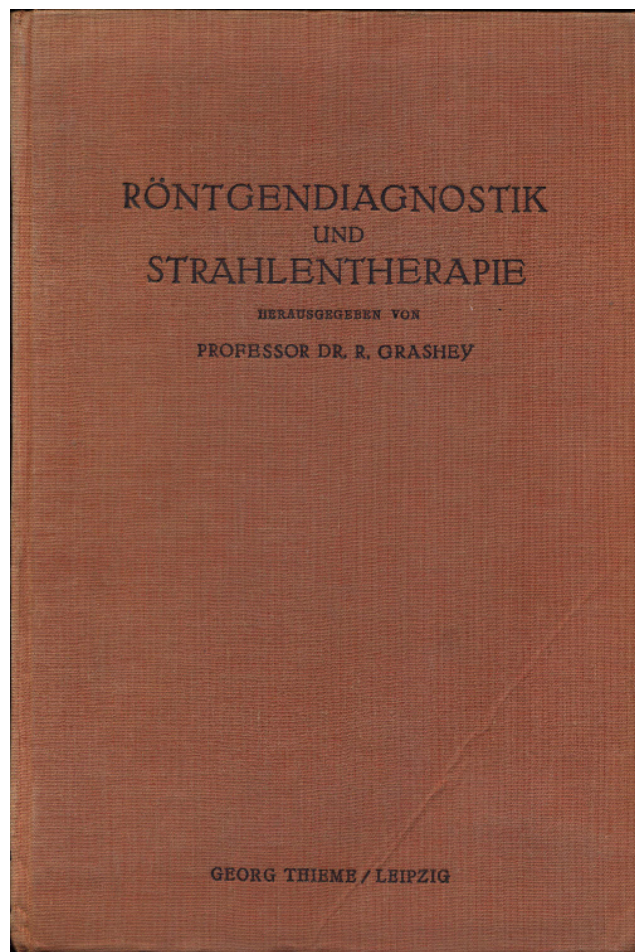 RÖNTGENDIAGNOSTIK
UND
STRAHLENTHERAPIE
HERAUSGEGEBEN VON
PROFESSOR DR. R. GRASHEY
GEORG THIEME / LEIPZIG